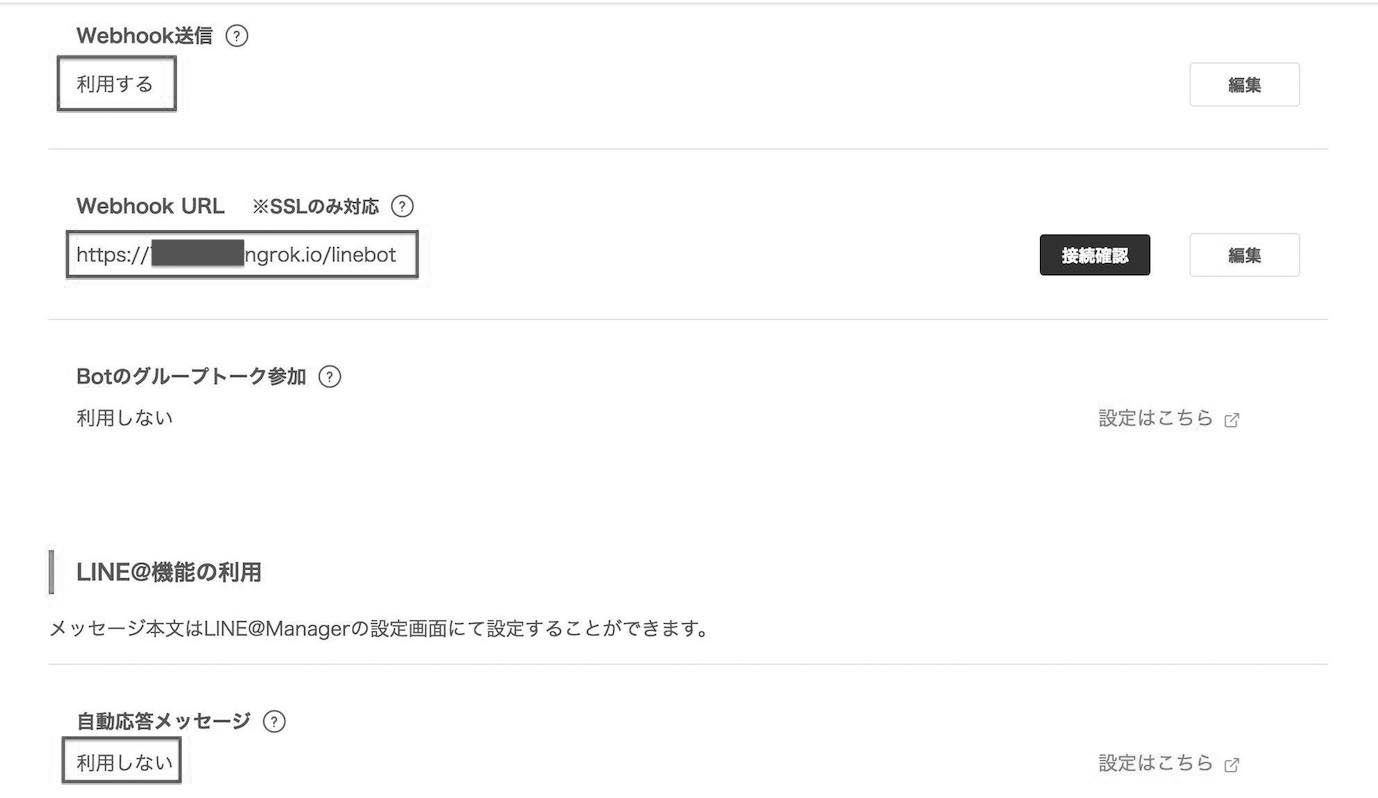 Webhook送信 ?
利用する
編集
Webhook URL ※SSLのみ対応 ?
https:// ngrok.io/linebot
接続確認
編集
Botのグループトーク参加 ?
利用しない
設定はこちら
LINE@機能の利用
メッセージ本文はLINE@Managerの設定画面にて設定することができます。
自動応答メッセージ ?
利用しない
設定はこちら